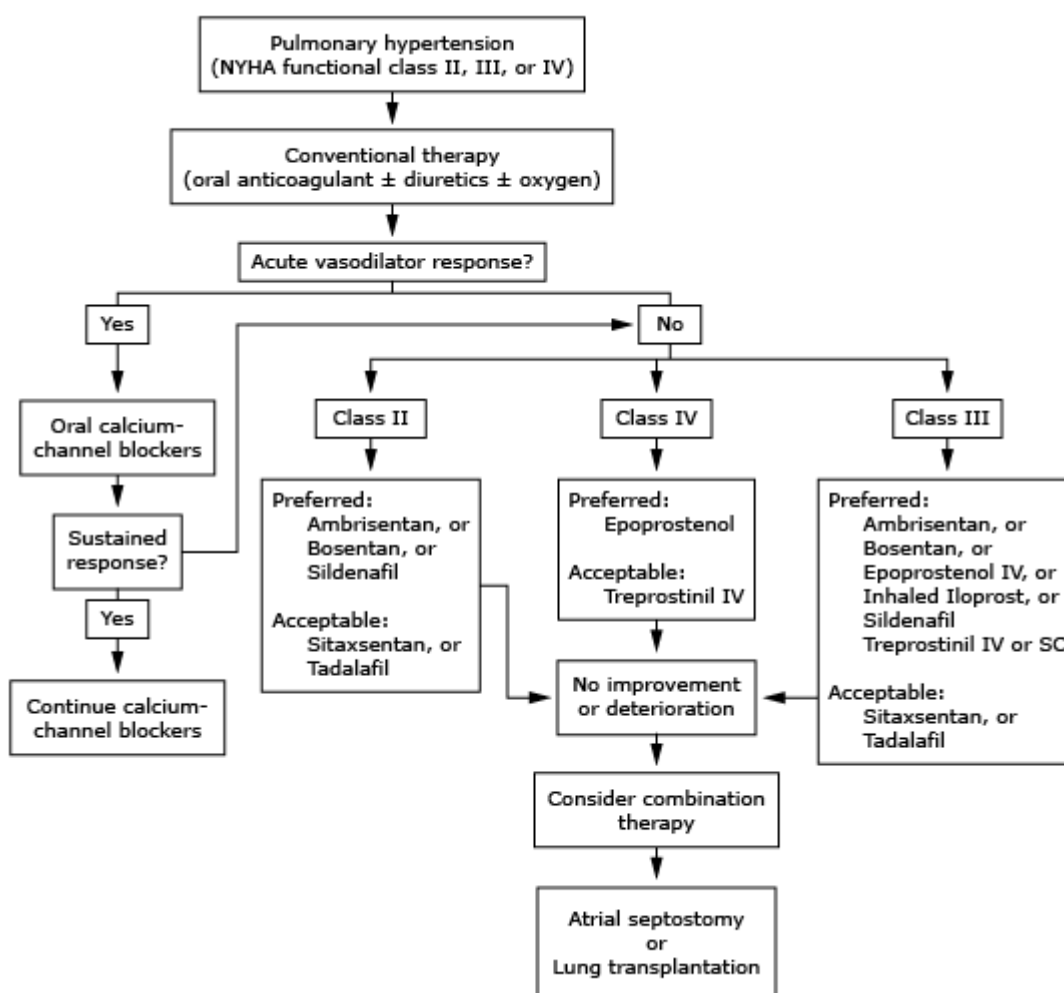 Pulmonary hypertension
(NYHA functional class II, III, or IV)
Conventional therapy
(oral anticoagulant ± diuretics ± oxygen)
Acute vasodilator response?
Yes
No
Oral calcium-
channel blockers
Sustained
response?
Yes
Continue calcium-
channel blockers
Class II
Preferred:
Ambrisentan, or
Bosentan, or
Sildenafil
Acceptable:
Sitaxsentan, or
Tadalafil
Class IV
Preferred:
Epoprostenol
Acceptable:
Treprostinil IV
Class III
Preferred:
Ambrisentan, or
Bosentan, or
Epoprostenol IV, or
Inhaled Iloprost, or
Sildenafil
Treprostinil IV or SC
Acceptable:
Sitaxsentan, or
Tadalafil
No improvement
or deterioration
Consider combination
therapy
Atrial septostomy
or
Lung transplantation